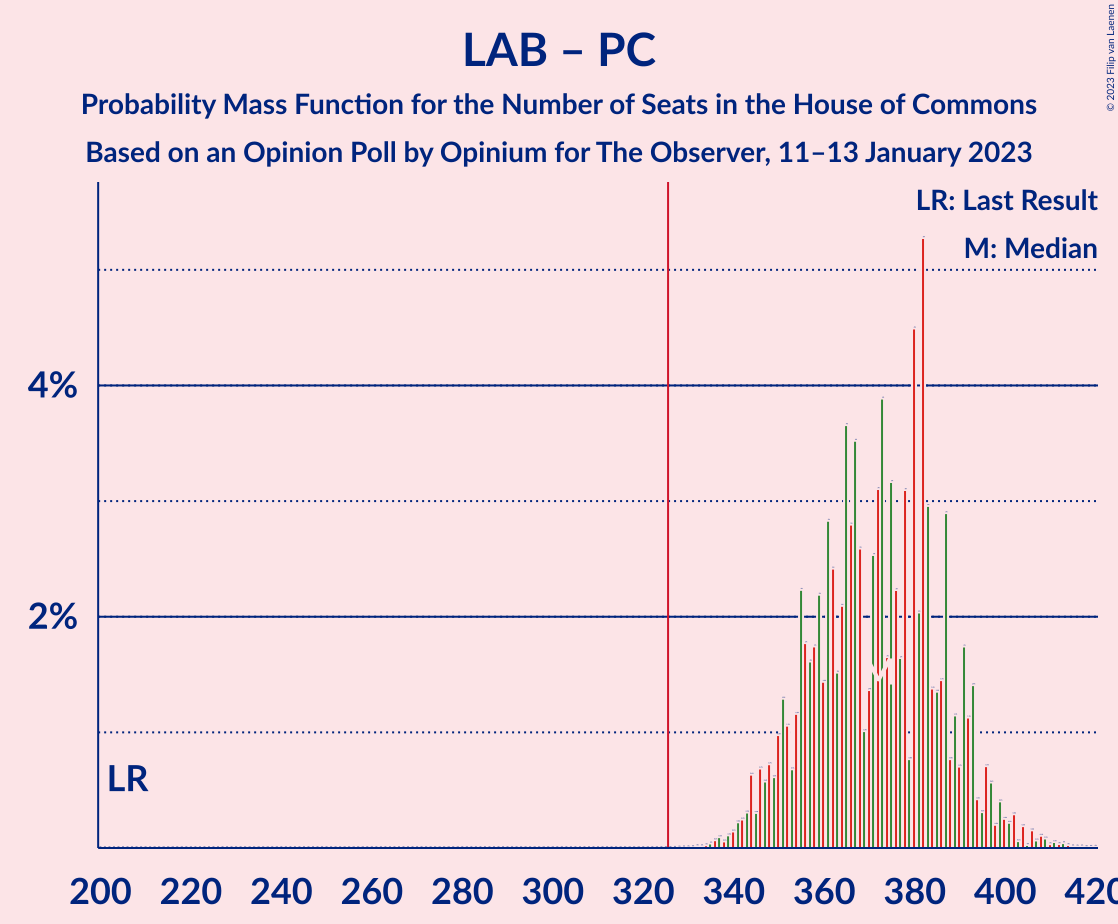 LAB – PC
Probability Mass Function for the Number of Seats in the House of Commons
Based on an Opinion Poll by Opinium for The Observer, 11–13 January 2023
© 2023 Filip van Laenen
LR: Last Result
M: Median
4%
2%
LR
200 220 240 260 280 300 320 340 360 380 400 420